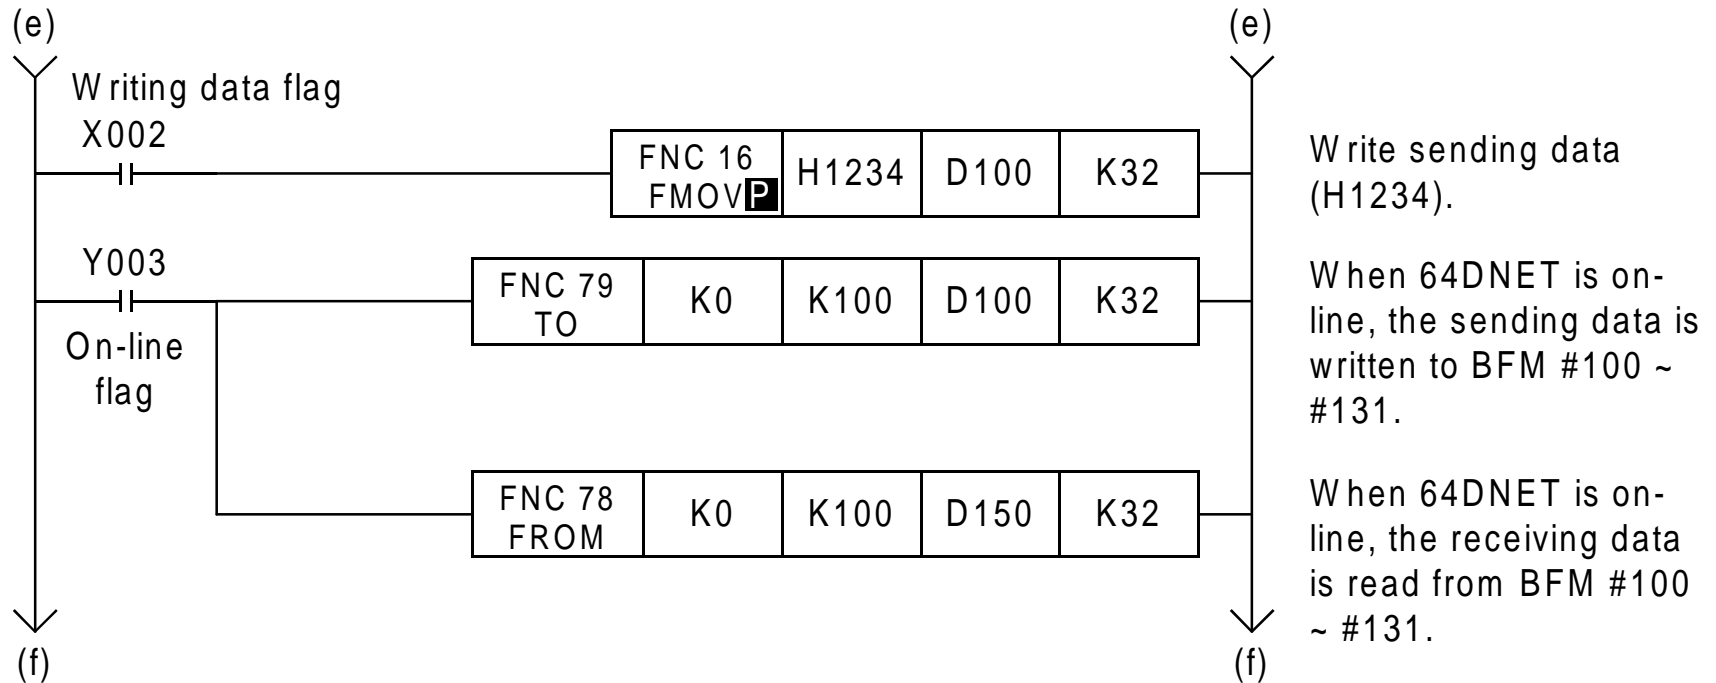 (e)
(e)
Writing data flag
X002
FNC 16
FMOVP
H1234
D100
K32
Write sending data
(H1234).
Y003
On-line
flag
FNC 79
TO
K0
K100
D100
K32
When 64DNET is on-
line, the sending data is
written to BFM #100 ~
#131.
FNC 78
FROM
K0
K100
D150
K32
When 64DNET is on-
line, the receiving data
is read from BFM #100
~ #131.
(f)
(f)